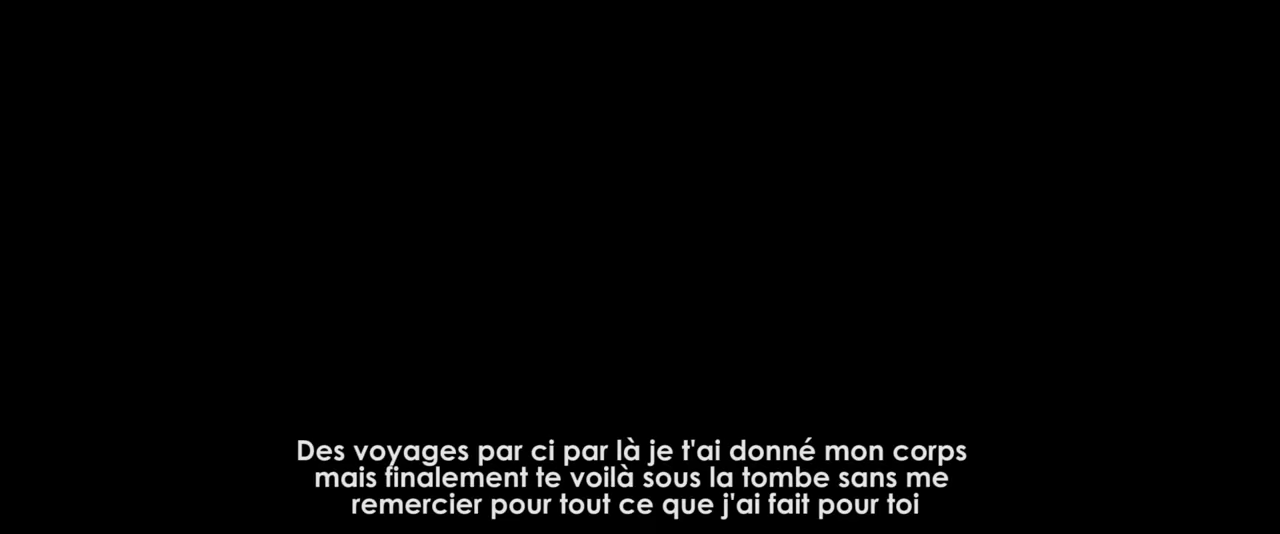 Des voyages par ci par là je t'ai donné mon corps
mais finalement te voilà sous la tombe sans me
remercier pour tout ce que j'ai fait pour toi